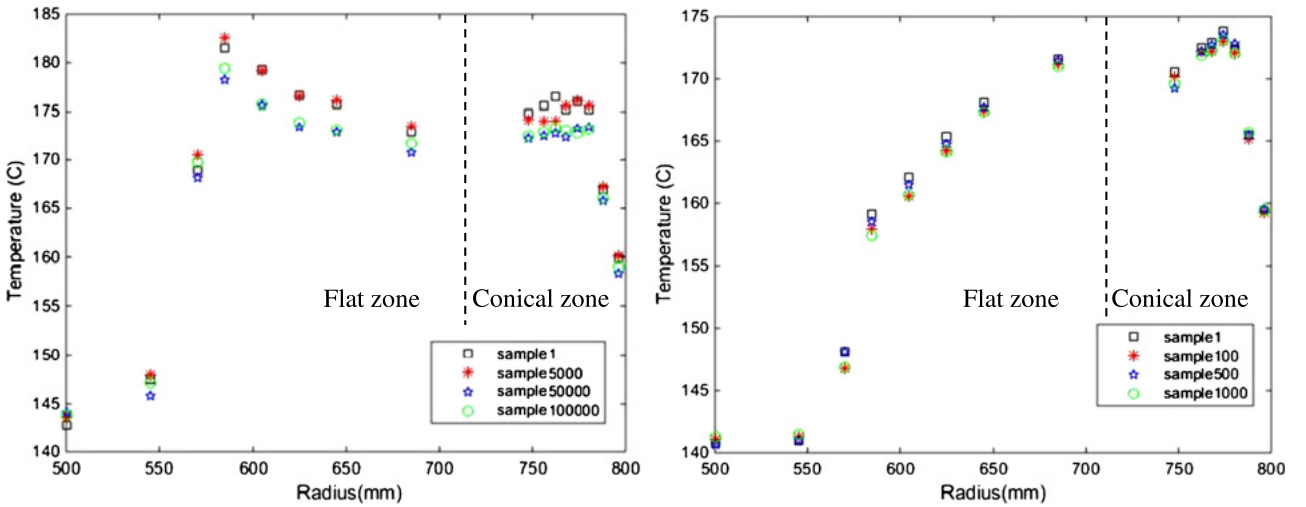 185
180
175
170
165
160
155
150
145
140
500
550
600
650
700
750
800
Temperature (C)
Radius(mm)
Flat zone
Conical zone
sample1
sample5000
sample50000
sample100000
175
170
165
160
155
150
145
140
500
550
600
650
700
750
800
Temperature (C)
Radius(mm)
Flat zone
Conical zone
sample1
sample100
sample500
sample1000